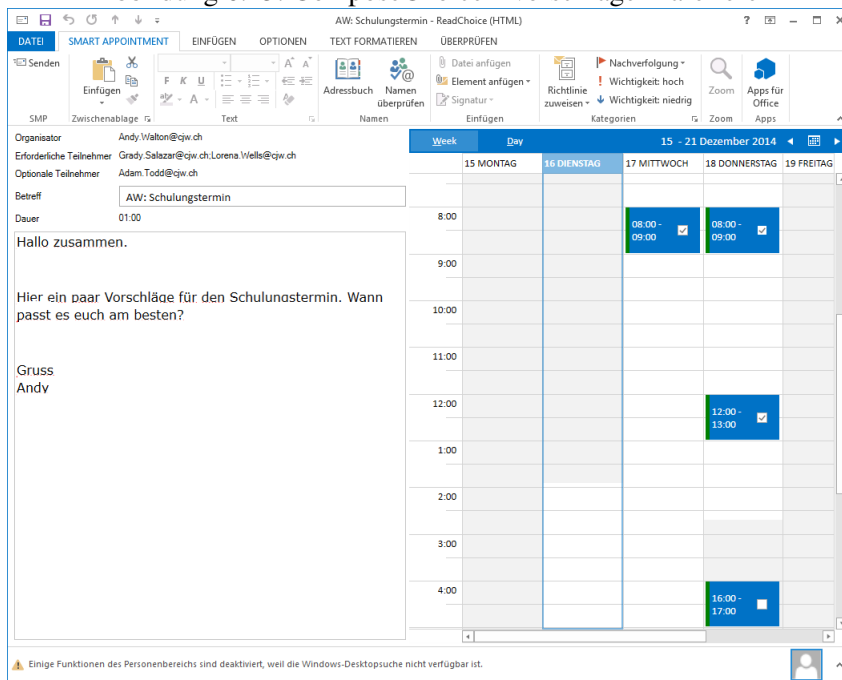 AW: Schulungstermin - ReadChoice (HTML)
DATEI SMART APPOINTMENT EINFÜGEN OPTIONEN TEXT FORMATIEREN ÜBERPRÜFEN
Senden
Einfügen
F K U
A
Adressbuch Namen überprüfen
Datei anfügen
Element anfügen
Signatur
Richtlinie zuweisen
Nachverfolgung
Wichtigkeit: hoch
Wichtigkeit: niedrig
Zoom
Apps für Office
SMP Zwischenablage Text Namen Einfügen Kategorien Zoom Apps
Organisator Andy.Walton@cjw.ch
Erforderliche Teilnehmer Grady.Salazar@cjw.ch;Lorena.Wells@cjw.ch
Optionale Teilnehmer Adam.Todd@cjw.ch
Betreff AW: Schulungstermin
Dauer 01:00
Hallo zusammen.
Hier ein paar Vorschläge für den Schulungstermin. Wann
passt es euch am besten?
Gruss
Andy
Week Day 15 - 21 Dezember 2014
15 MONTAG 16 DIENSTAG 17 MITTWOCH 18 DONNERSTAG 19 FREITAG
8:00
08:00 - 09:00
08:00 - 09:00
9:00
10:00
11:00
12:00
12:00 - 13:00
1:00
2:00
3:00
4:00
16:00 - 17:00
Einige Funktionen des Personenbereichs sind deaktiviert, weil die Windows-Desktopsuche nicht verfügbar ist.